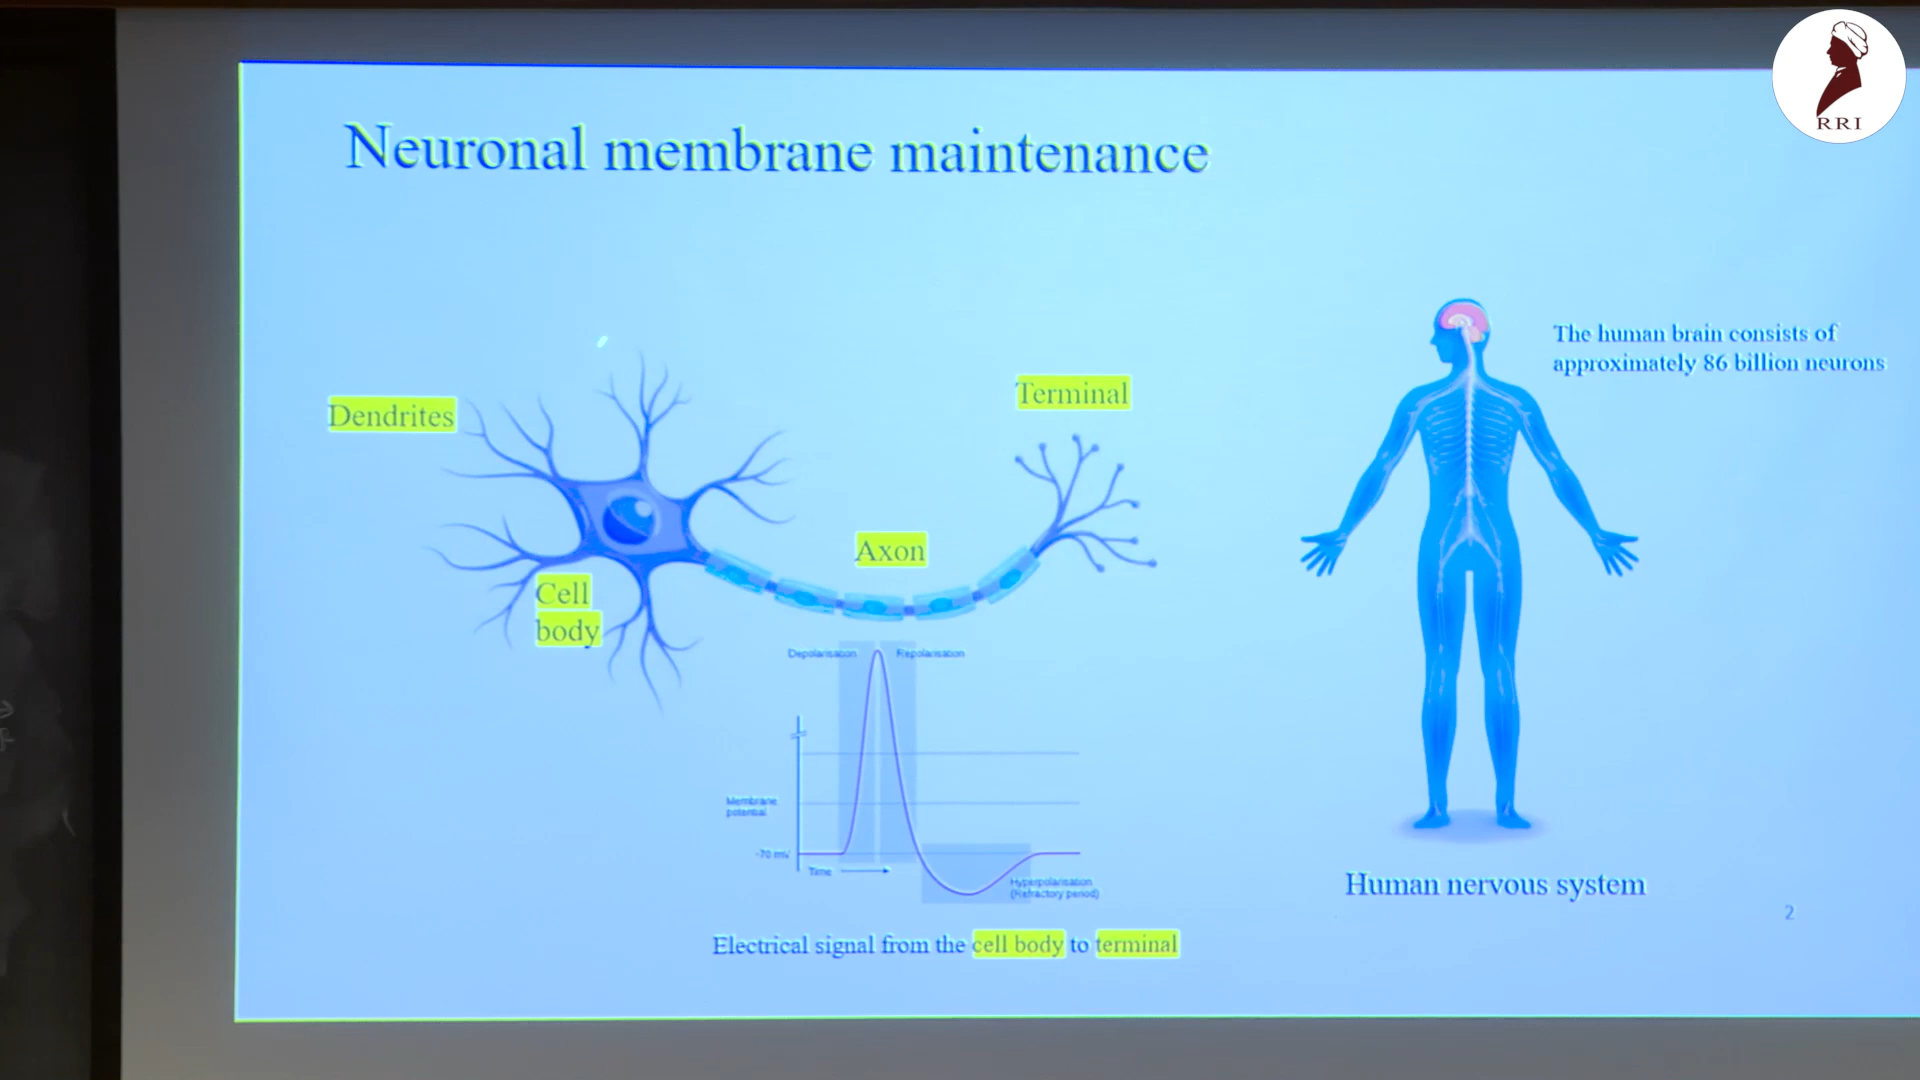 RRI
Neuronal membrane maintenance
The human brain consists of
approximately 86 billion neurons
Dendrites
Terminal
Axon
Cell
body
Depolarisation
Repolarisation
Membrane
potential
-70 mV
Time
Hyperpolarisation
(Refractory period)
Human nervous system
2
Electrical signal from the cell body to terminal